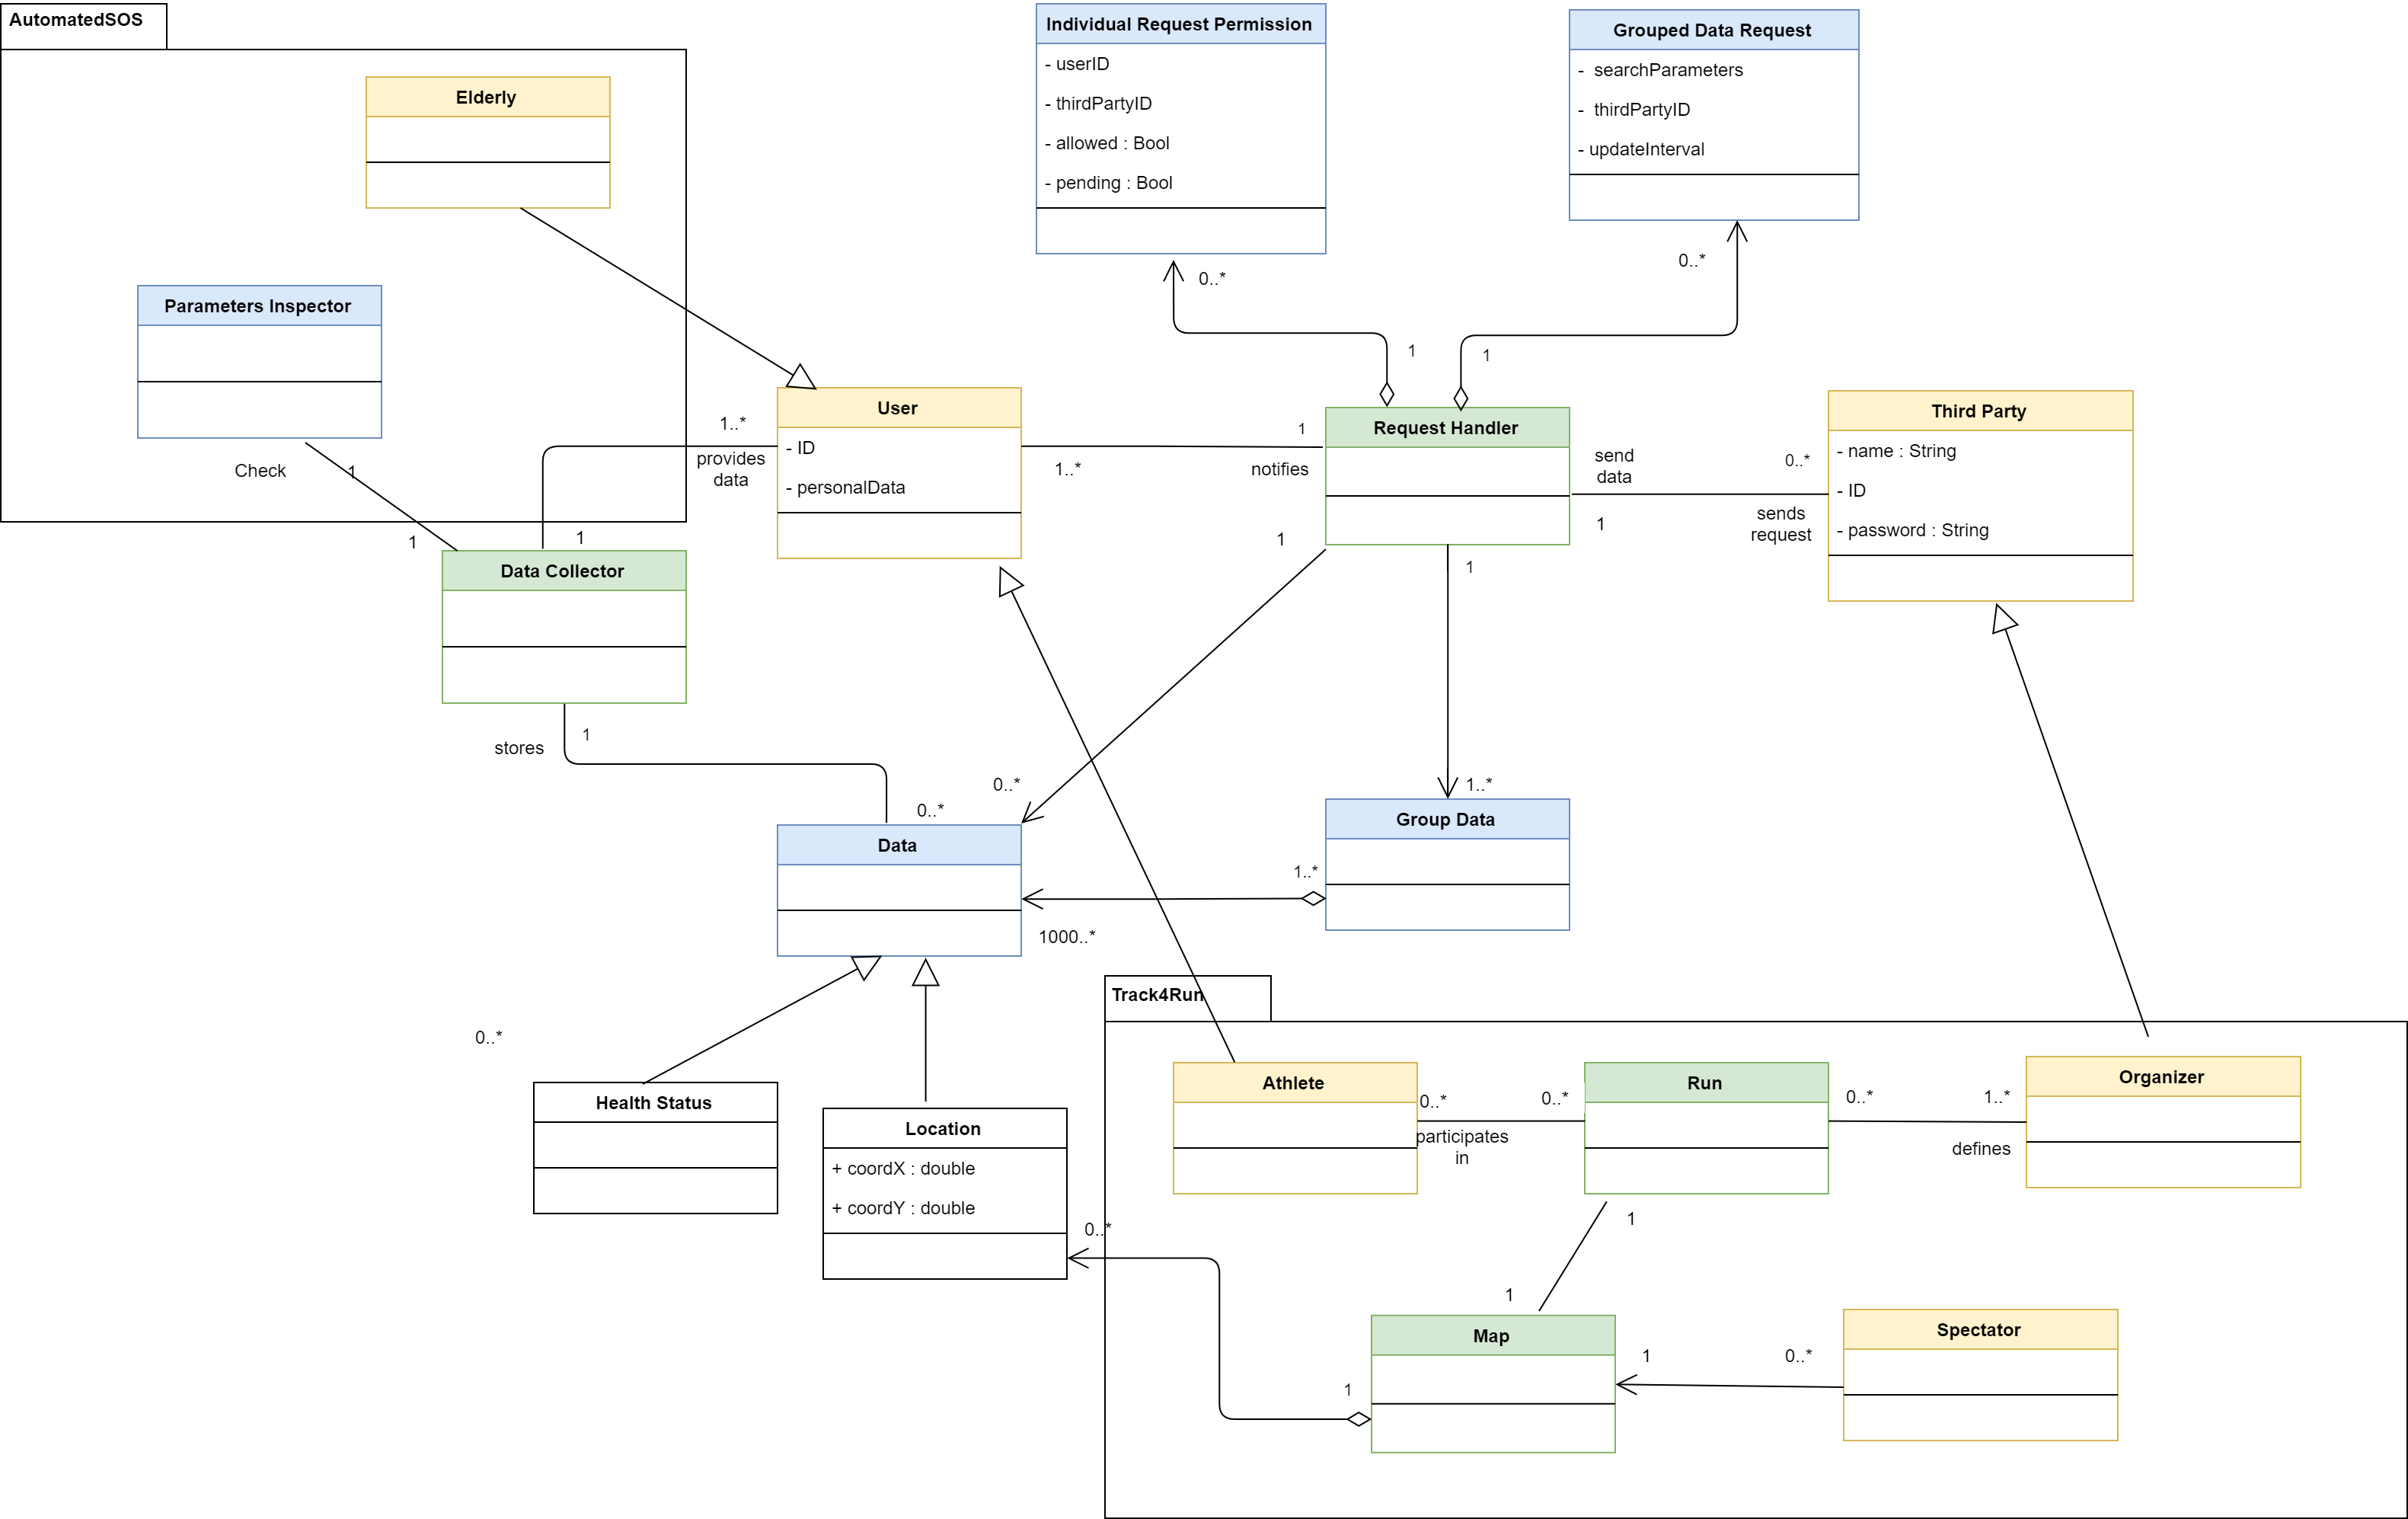 AutomatedSOS
Elderly
Parameters Inspector
Check
1
1
1
Individual Request Permission
- userID
- thirdPartyID
- allowed : Bool
- pending : Bool
0..*
1
Grouped Data Request
- searchParameters
- thirdPartyID
- updateInterval
0..*
1
User
- ID
- personalData
1..*
provides
data
1
1..*
notifies
Request Handler
1
send
data
0..*
1
sends
request
Third Party
- name : String
- ID
- password : String
Data Collector
stores
1
0..*
0..*
1
1..*
Data
Group Data
1..*
1000..*
0..*
Health Status
Location
+ coordX : double
+ coordY : double
0..*
Track4Run
Athlete
0..*
participates
in
0..*
Run
0..*
1..*
defines
Organizer
1
1
Map
1
1
0..*
Spectator